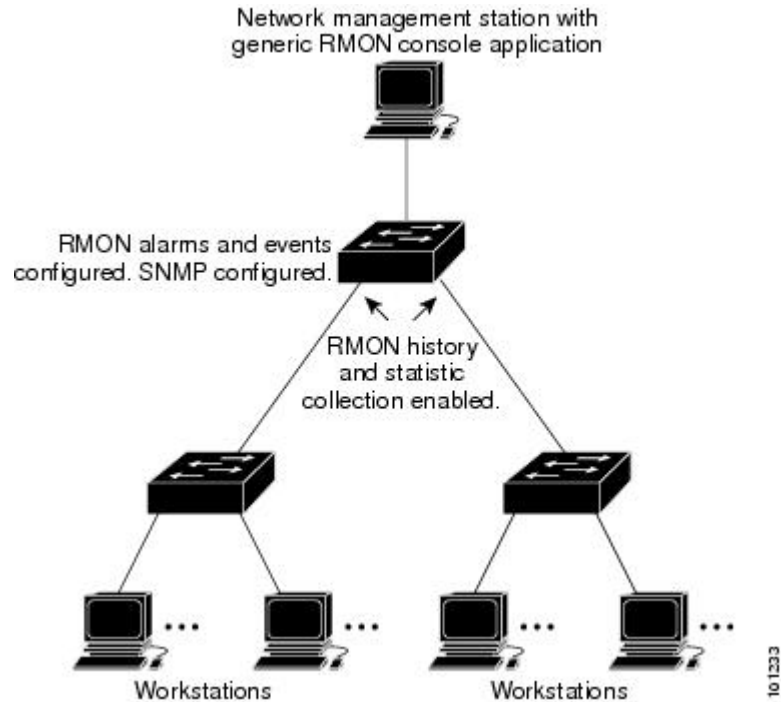 Network management station with
generic RMON console application
RMON alarms and events
configured. SNMP configured.
RMON history
and statistic
collection enabled.
Workstations
Workstations
101233